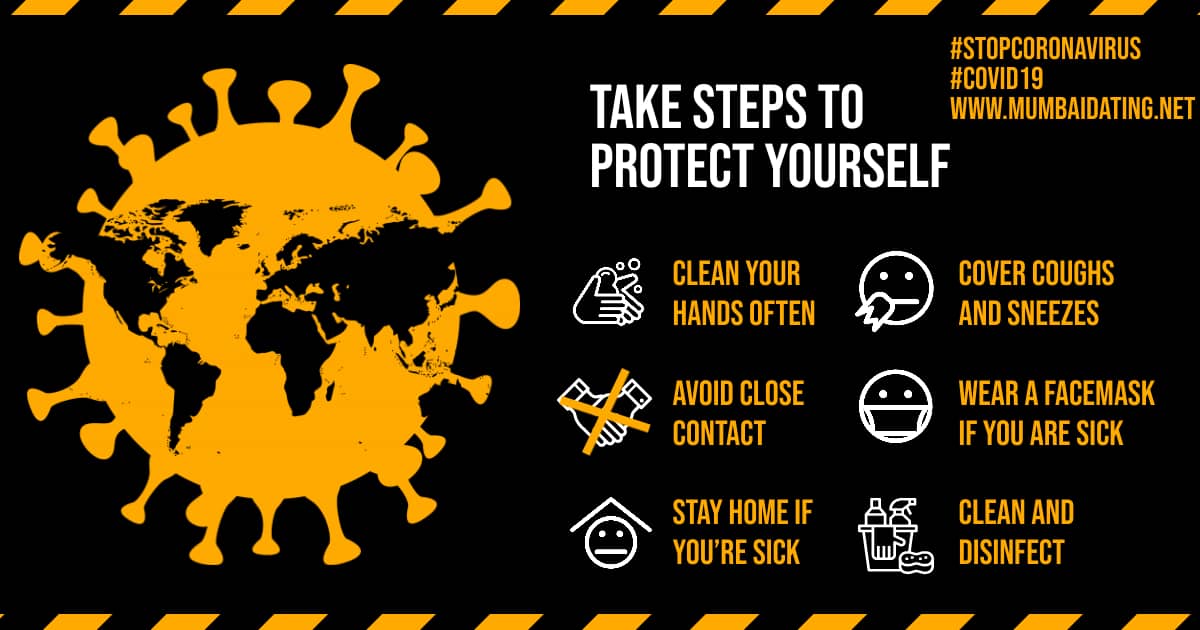 #STOPCORONAVIRUS
#COVID19
WWW.MUMBAIDATING.NET
TAKE STEPS TO
PROTECT YOURSELF
CLEAN YOUR
HANDS OFTEN
COVER COUGHS
AND SNEEZES
AVOID CLOSE
CONTACT
WEAR A FACEMASK
IF YOU ARE SICK
STAY HOME IF
YOU'RE SICK
CLEAN AND
DISINFECT